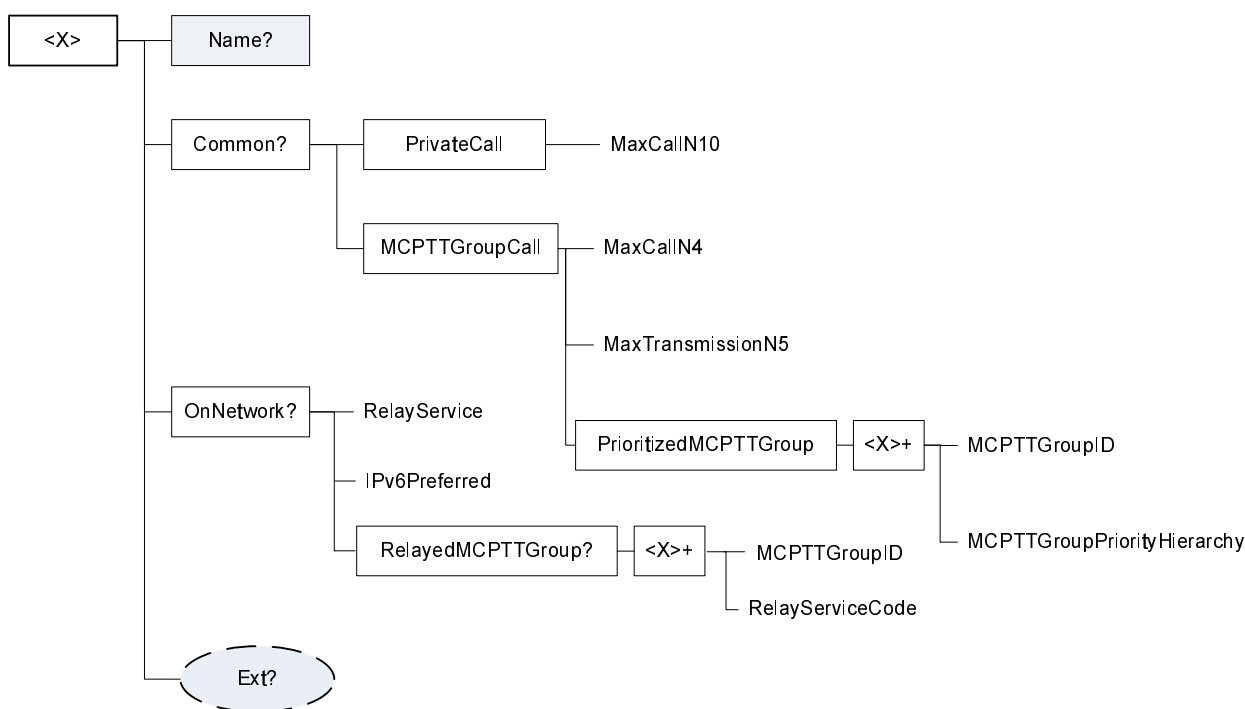 <X>
Name?
Common?
PrivateCall
MaxCallN10
MCPTTGroupCall
MaxCallN4
MaxTransmissionN5
PrioritizedMCPTTGroup
<X>+
MCPTTGroupID
MCPTTGroupPriorityHierarchy
OnNetwork?
RelayService
IPv6Preferred
RelayedMCPTTGroup?
<X>+
MCPTTGroupID
RelayServiceCode
Ext?